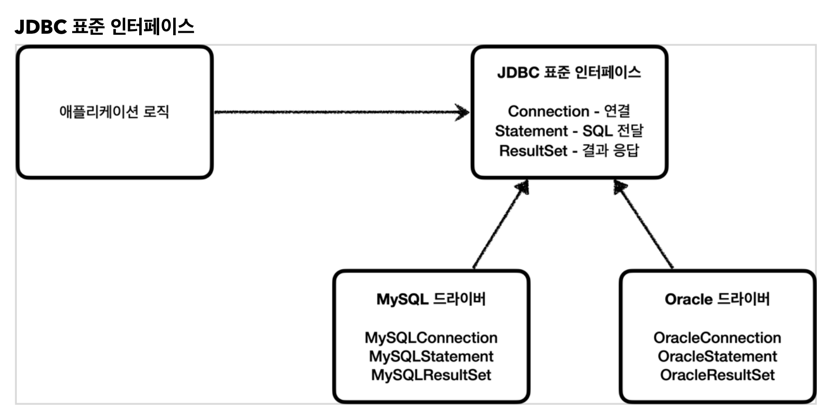 JDBC 표준 인터페이스
애플리케이션 로직
JDBC 표준 인터페이스
Connection - 연결
Statement - SQL 전달
ResultSet - 결과 응답
MySQL 드라이버
MySQLConnection
MySQLStatement
MySQLResultSet
Oracle 드라이버
OracleConnection
OracleStatement
OracleResultSet